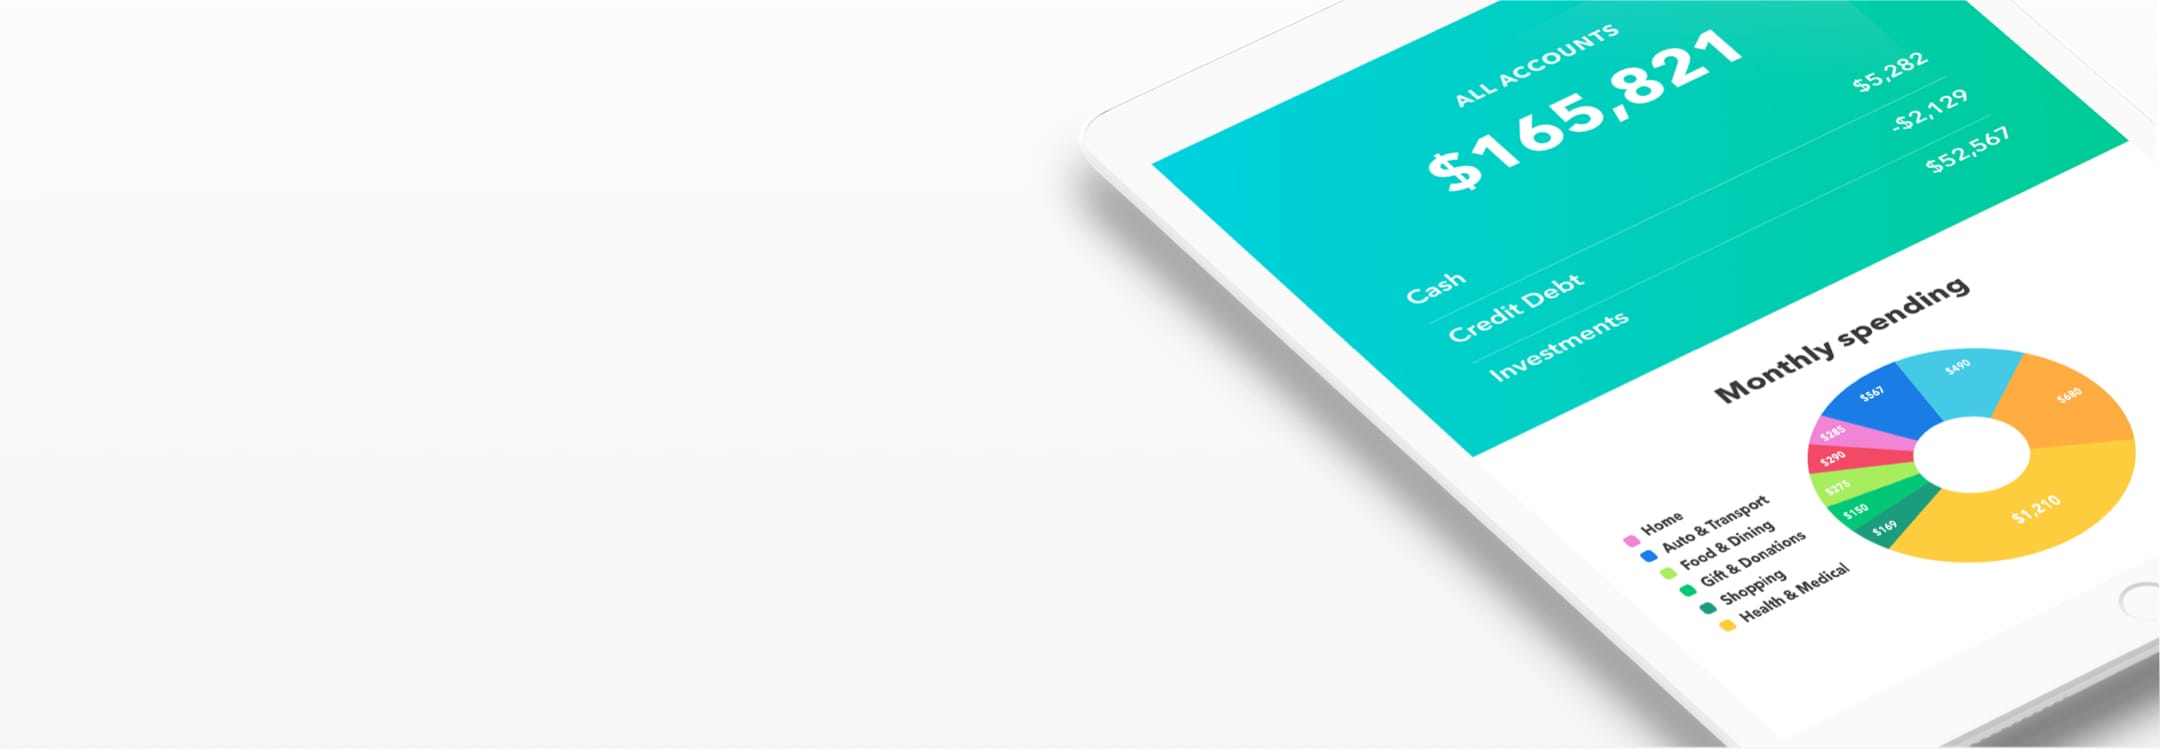 ALL ACCOUNTS
$165,821
Cash $5,282
Credit Debt -$2,129
Investments $52,567
Monthly spending
Home
Auto & Transport
Food & Dining
Gift & Donations
Shopping
Health & Medical
$490
$680
$1,210
$169
$150
$275
$290
$285
$567